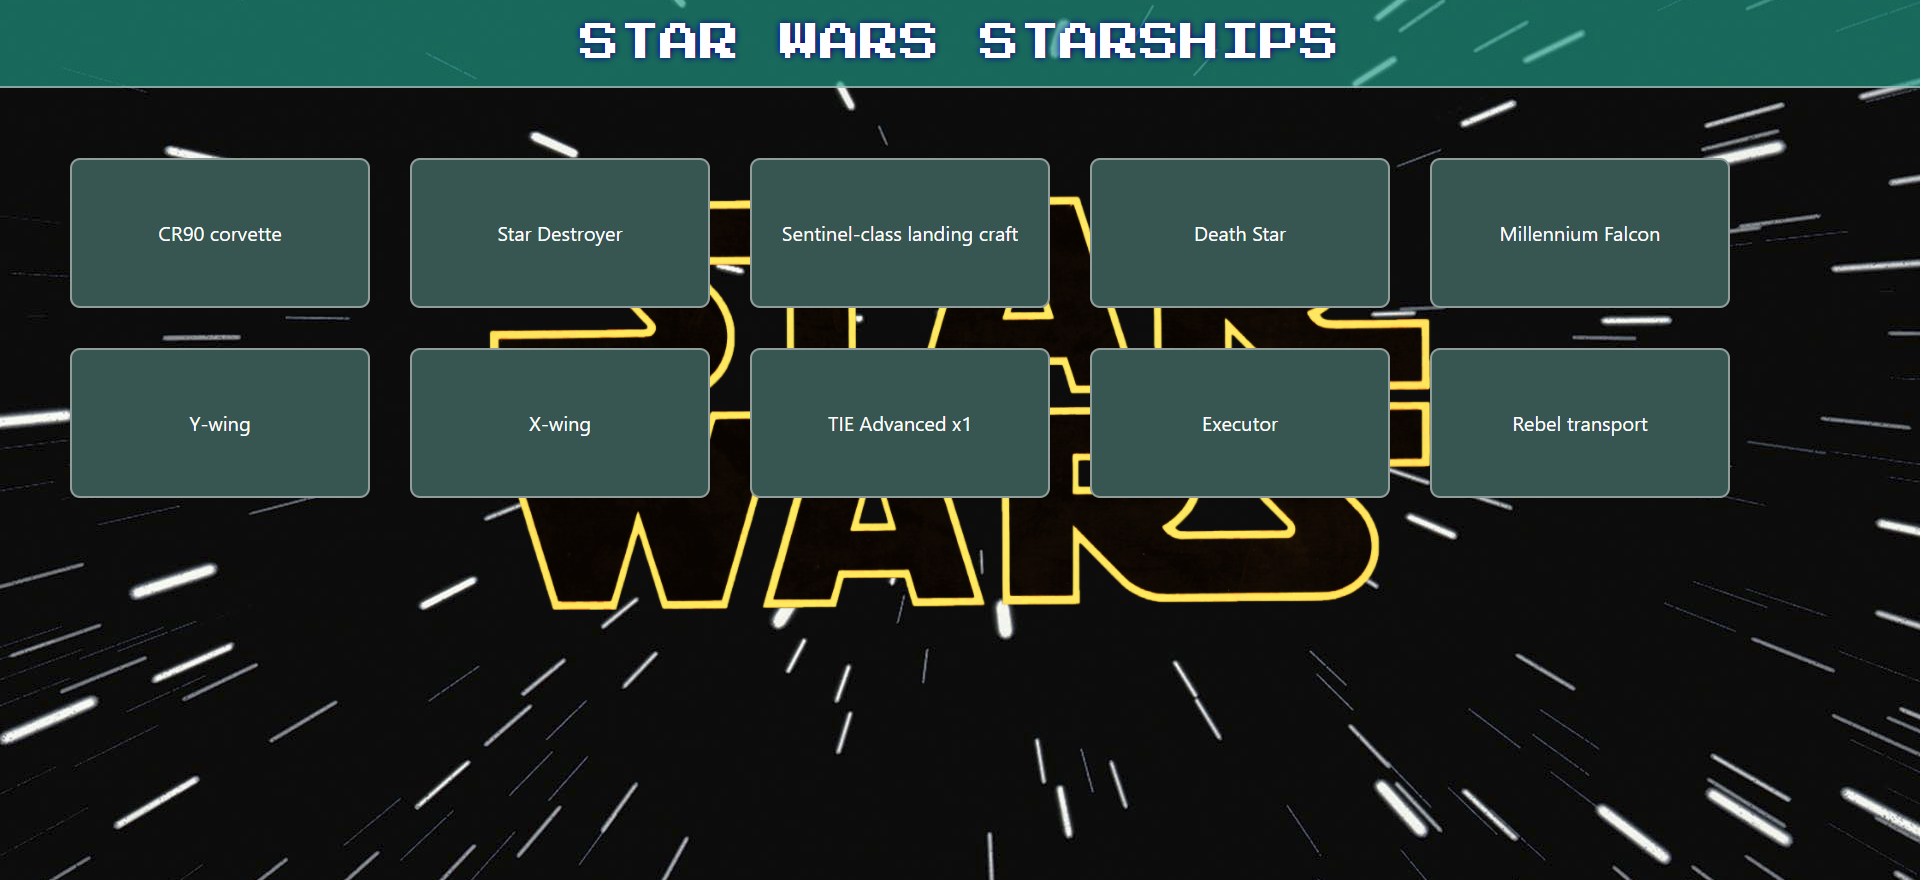 STAR WARS STARSHIPS
CR90 corvette
Star Destroyer
Sentinel-class landing craft
Death Star
Millennium Falcon
Y-wing
X-wing
TIE Advanced x1
Executor
Rebel transport
STAR
WARS